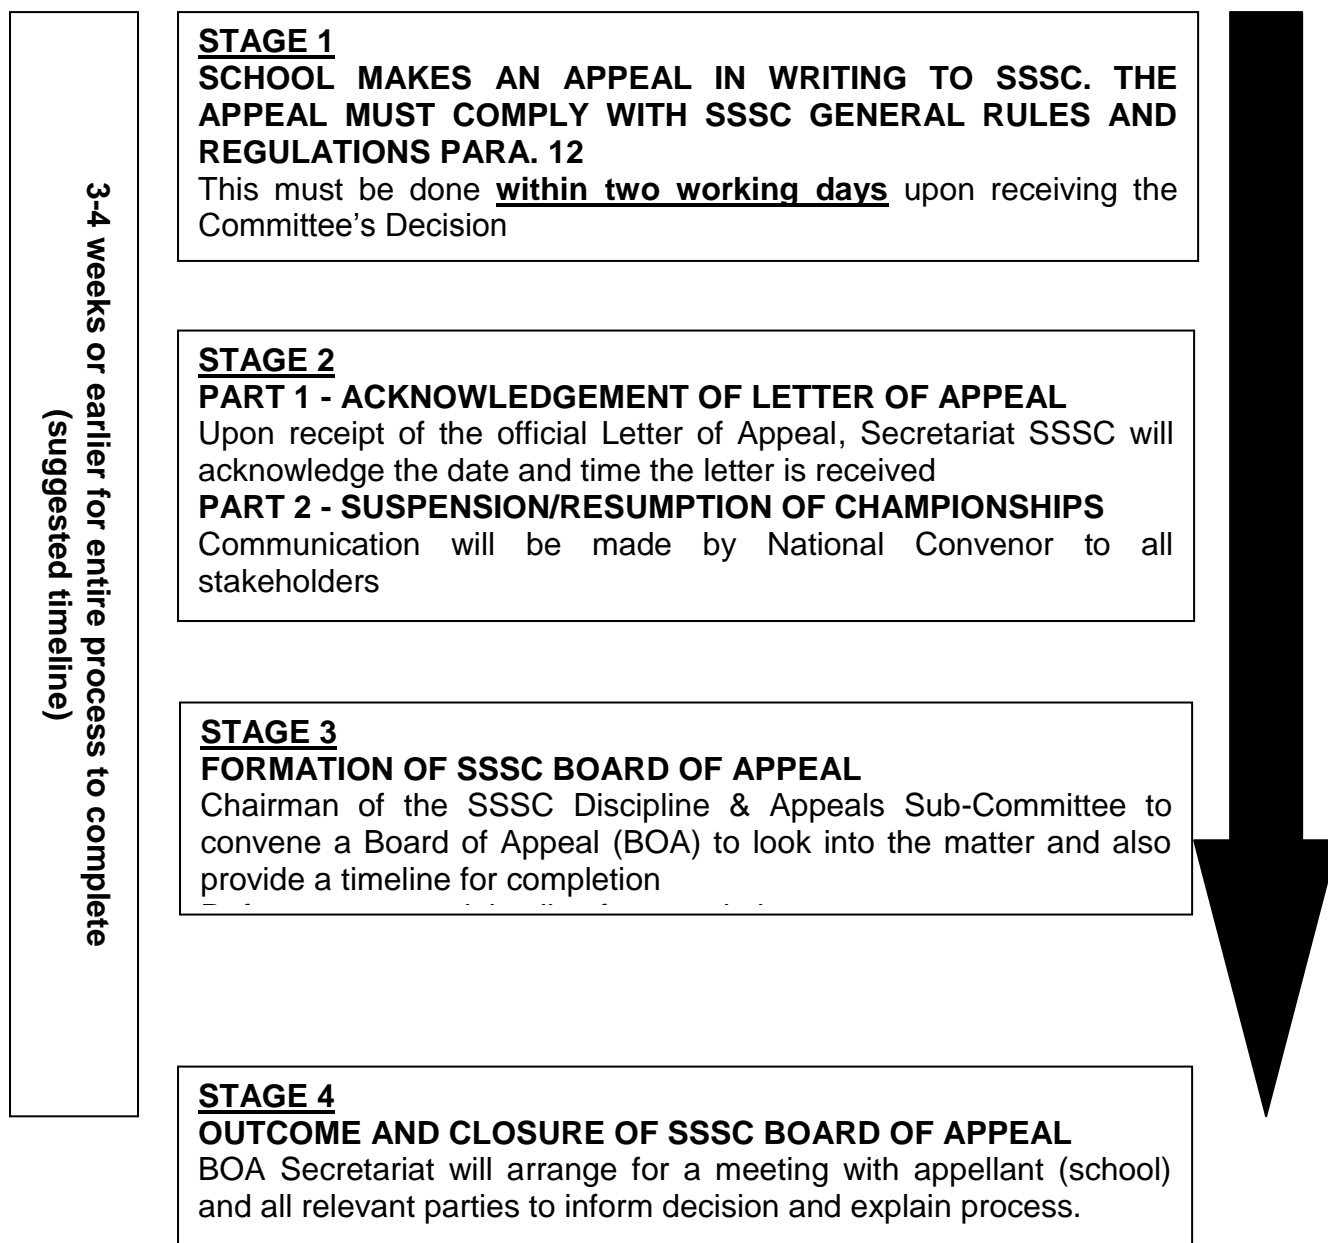 3-4 weeks or earlier for entire process to complete
(suggested timeline)
STAGE 1
SCHOOL MAKES AN APPEAL IN WRITING TO SSSC. THE
APPEAL MUST COMPLY WITH SSSC GENERAL RULES AND
REGULATIONS PARA. 12
This must be done within two working days upon receiving the
Committee’s Decision
STAGE 2
PART 1 - ACKNOWLEDGEMENT OF LETTER OF APPEAL
Upon receipt of the official Letter of Appeal, Secretariat SSSC will
acknowledge the date and time the letter is received
PART 2 - SUSPENSION/RESUMPTION OF CHAMPIONSHIPS
Communication will be made by National Convenor to all
stakeholders
STAGE 3
FORMATION OF SSSC BOARD OF APPEAL
Chairman of the SSSC Discipline & Appeals Sub-Committee to
convene a Board of Appeal (BOA) to look into the matter and also
provide a timeline for completion
STAGE 4
OUTCOME AND CLOSURE OF SSSC BOARD OF APPEAL
BOA Secretariat will arrange for a meeting with appellant (school)
and all relevant parties to inform decision and explain process.